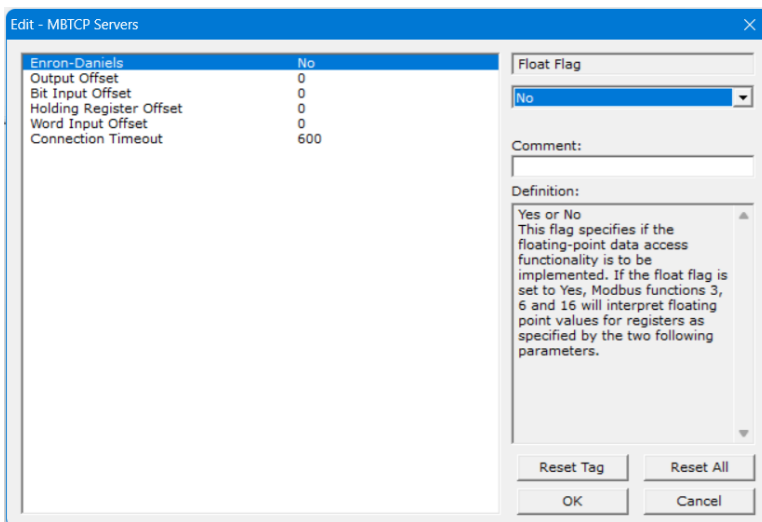 Edit - MBTCP Servers
Enron-Daniels No
Output Offset 0
Bit Input Offset 0
Holding Register Offset 0
Word Input Offset 0
Connection Timeout 600
Float Flag
No
Comment:
Definition:
Yes or No
This flag specifies if the
floating-point data access
functionality is to be
implemented. If the float flag is
set to Yes, Modbus functions 3,
6 and 16 will interpret floating
point values for registers as
specified by the two following
parameters.
Reset Tag Reset All
OK Cancel